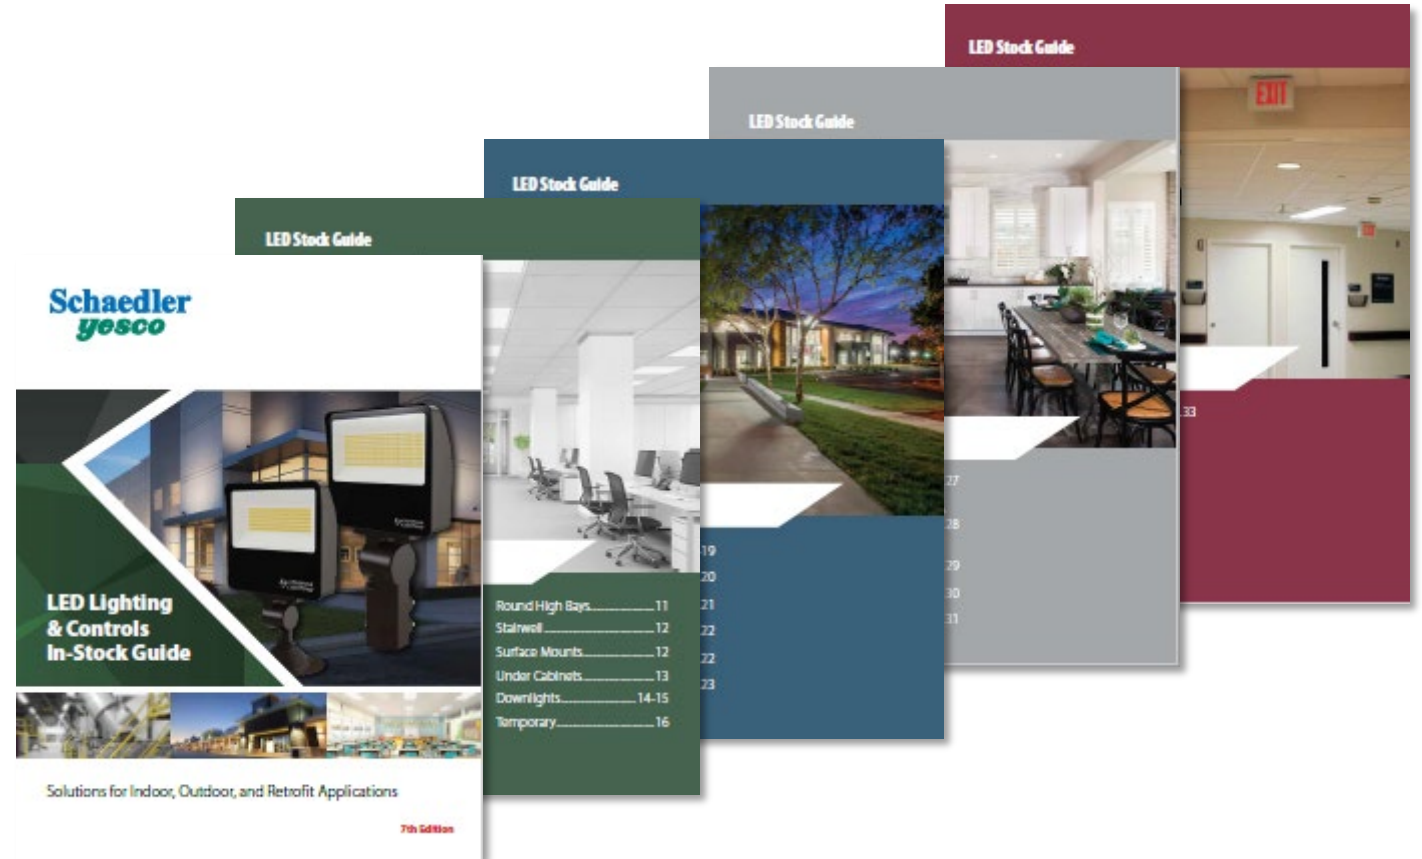 LED Stock Guide
EXIT
.33
LED Stock Guide
27
28
29
30
31
LED Stock Guide
-19
20
21
22
22
23
LED Stock Guide
Round High Bays 11
Stairwell 12
Surface Mounts 12
Under Cabinets 13
Downlights 14-15
Temporary 16
Schaedler
yesco
LED Lighting
& Controls
In-Stock Guide
Solutions for Indoor, Outdoor, and Retrofit Applications
7th Edition